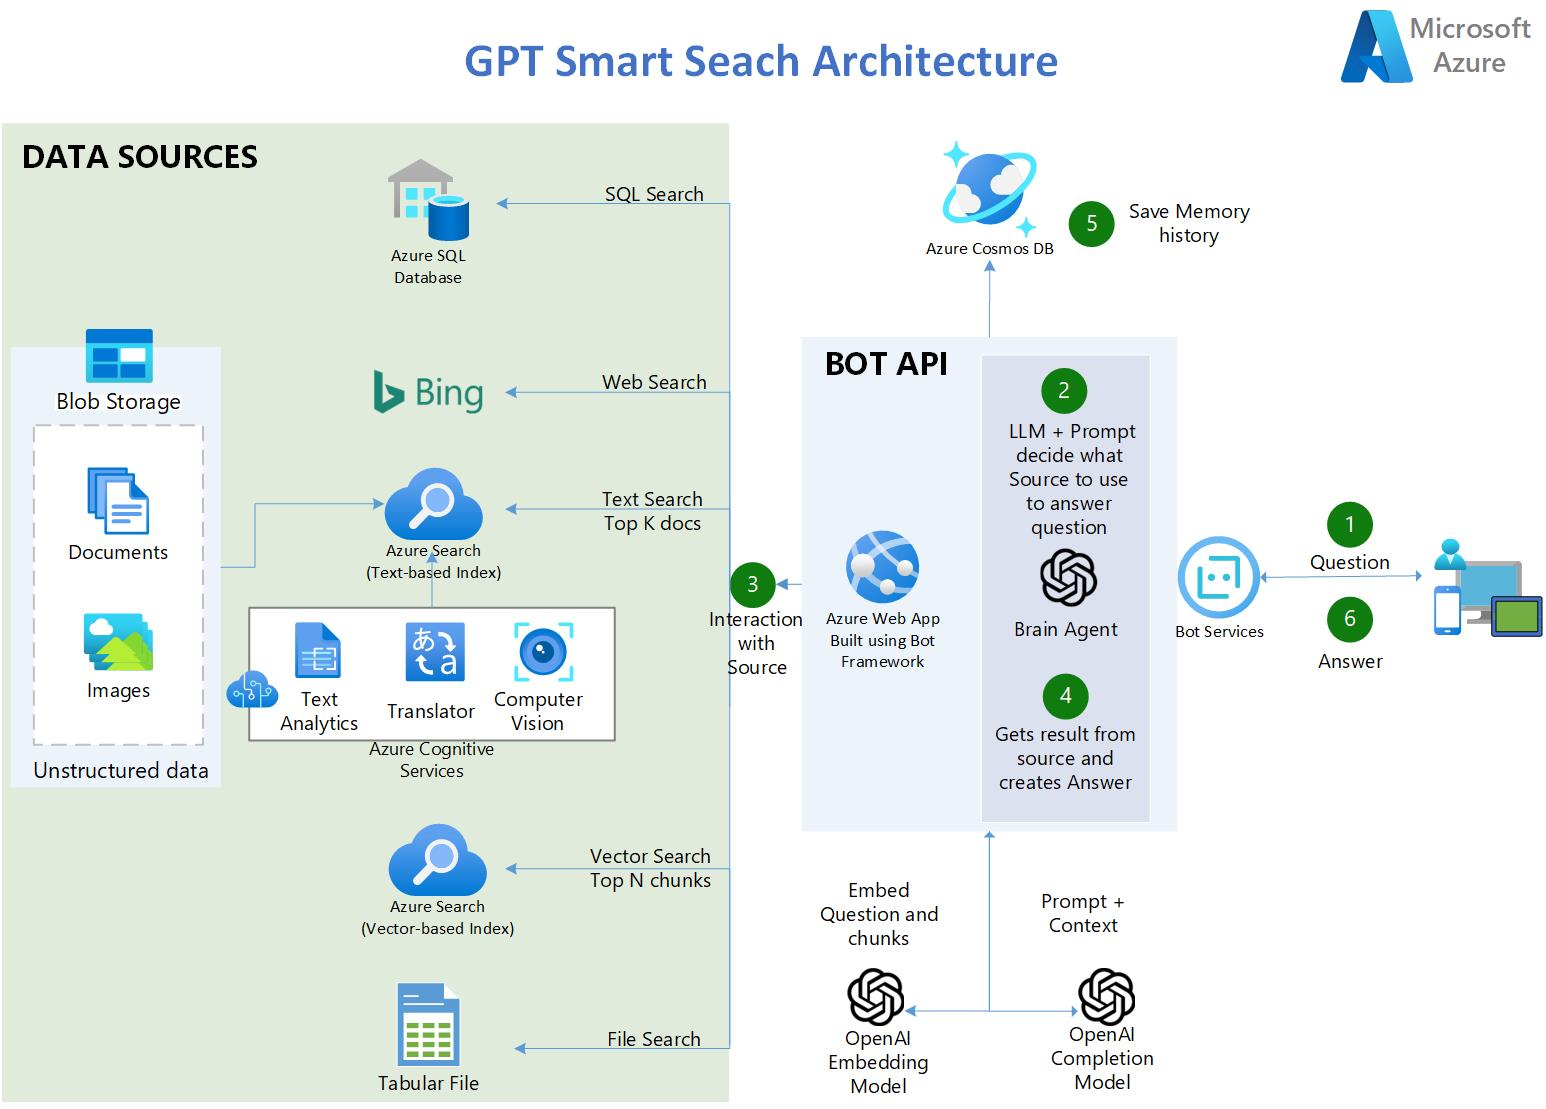 GPT Smart Seach Architecture
Microsoft
Azure
DATA SOURCES
SQL Search
Azure SQL
Database
Blob Storage
Documents
Images
Unstructured data
Bing
Web Search
Text Search
Top K docs
Azure Search
(Text-based Index)
あ
a
Text
Analytics
Translator
Computer
Vision
Azure Cognitive
Services
Vector Search
Top N chunks
Azure Search
(Vector-based Index)
File Search
Tabular File
3
Interaction
with
Source
Azure Cosmos DB
5
Save Memory
history
BOT API
Azure Web App
Built using Bot
Framework
2
LLM + Prompt
decide what
Source to use
to answer
question
Brain Agent
4
Gets result from
source and
creates Answer
Bot Services
1
Question
6
Answer
Embed
Question and
chunks
Prompt +
Context
OpenAI
Embedding
Model
OpenAI
Completion
Model